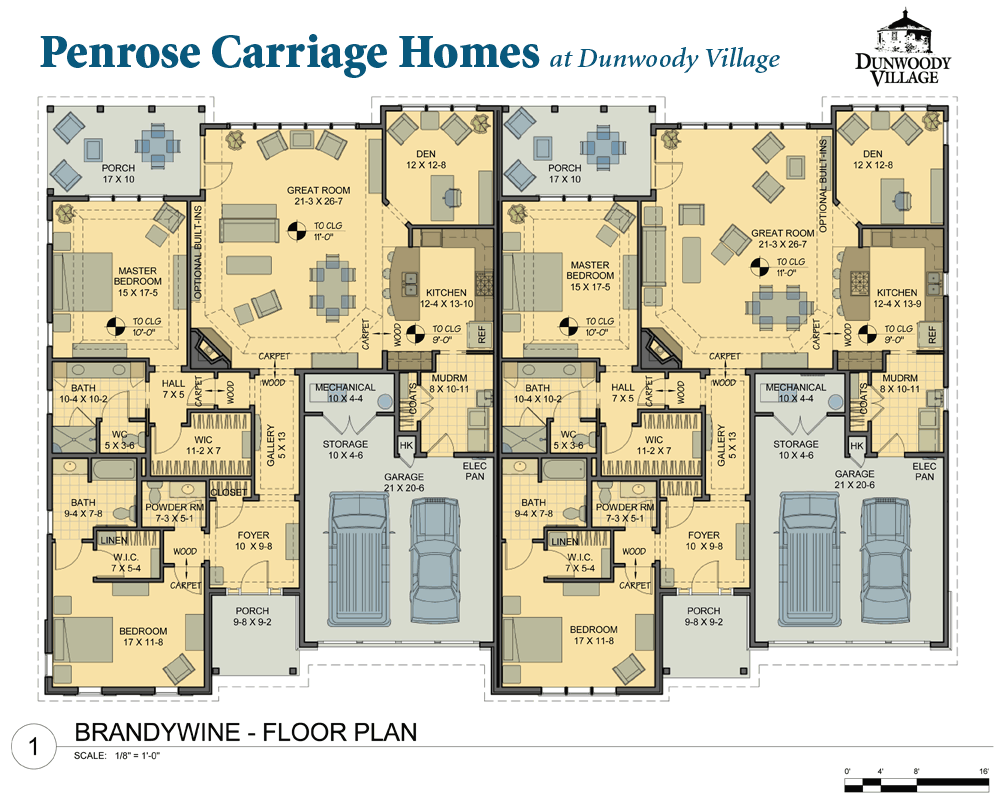 Penrose Carriage Homes at Dunwoody Village
DUNWOODY
VILLAGE
PORCH
17 X 10
GREAT ROOM
21-3 X 26-7
TO CLG
11'-0"
DEN
12 X 12-8
OPTIONAL BUILT-INS
MASTER
BEDROOM
15 X 17-5
TO CLG
10'-0"
KITCHEN
12-4 X 13-10
TO CLG
9'-0"
REF
CARPET
WOOD
CARPET
WOOD
BATH
10-4 X 10-2
HALL
7 X 5
CARPET
WOOD
WC
5 X 3-6
WIC
11-2 X 7
GALLERY
5 X 13
MECHANICAL
10 X 4-4
STORAGE
10 X 4-6
COATS
MUDRM
8 X 10-11
HK
ELEC
PAN
GARAGE
21 X 20-6
BATH
9-4 X 7-8
CLOSET
POWDER RM
7-3 X 5-1
LINEN
W.I.C.
7 X 5-4
WOOD
CARPET
FOYER
10 X 9-8
PORCH
9-8 X 9-2
BEDROOM
17 X 11-8
PORCH
17 X 10
GREAT ROOM
21-3 X 26-7
TO CLG
11'-0"
OPTIONAL BUILT-INS
DEN
12 X 12-8
MASTER
BEDROOM
15 X 17-5
TO CLG
10'-0"
KITCHEN
12-4 X 13-9
TO CLG
9'-0"
REF
CARPET
WOOD
CARPET
WOOD
BATH
10-4 X 10-2
HALL
7 X 5
CARPET
WOOD
WC
5 X 3-6
WIC
11-2 X 7
GALLERY
5 X 13
MECHANICAL
10 X 4-4
STORAGE
10 X 4-6
COATS
MUDRM
8 X 10-11
HK
ELEC
PAN
GARAGE
21 X 20-6
BATH
9-4 X 7-8
POWDER RM
7-3 X 5-1
LINEN
W.I.C.
7 X 5-4
WOOD
CARPET
FOYER
10 X 9-8
PORCH
9-8 X 9-2
BEDROOM
17 X 11-8
1
BRANDYWINE - FLOOR PLAN
SCALE: 1/8" = 1'-0"
0' 4' 8' 16'